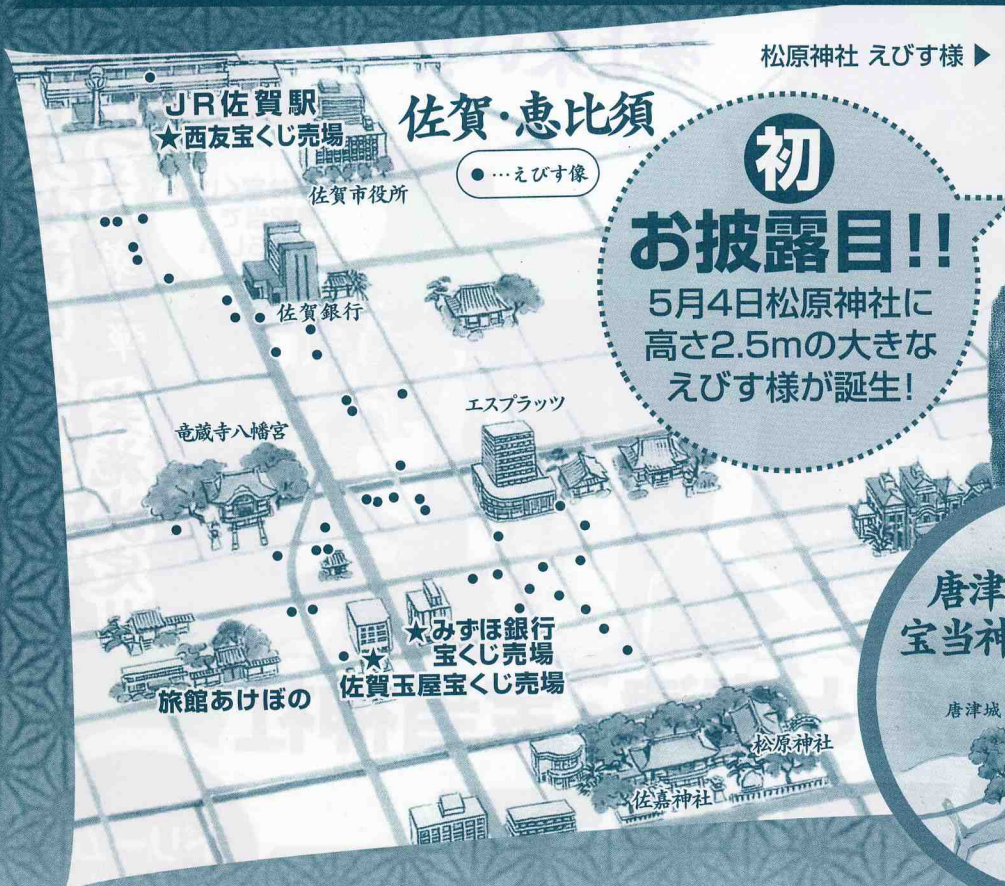 松原神社 えびす様 ▶
佐賀・恵比須
●…えびす像
JR佐賀駅
★西友宝くじ売場
佐賀市役所
初
お披露目!!
5月4日松原神社に
高さ2.5mの大きな
えびす様が誕生!
佐賀銀行
エスプラッツ
竜蔵寺八幡宮
★みずほ銀行
宝くじ売場
★
佐賀玉屋宝くじ売場
旅館あけぼの
松原神社
佐嘉神社
唐津
宝当神
唐津城